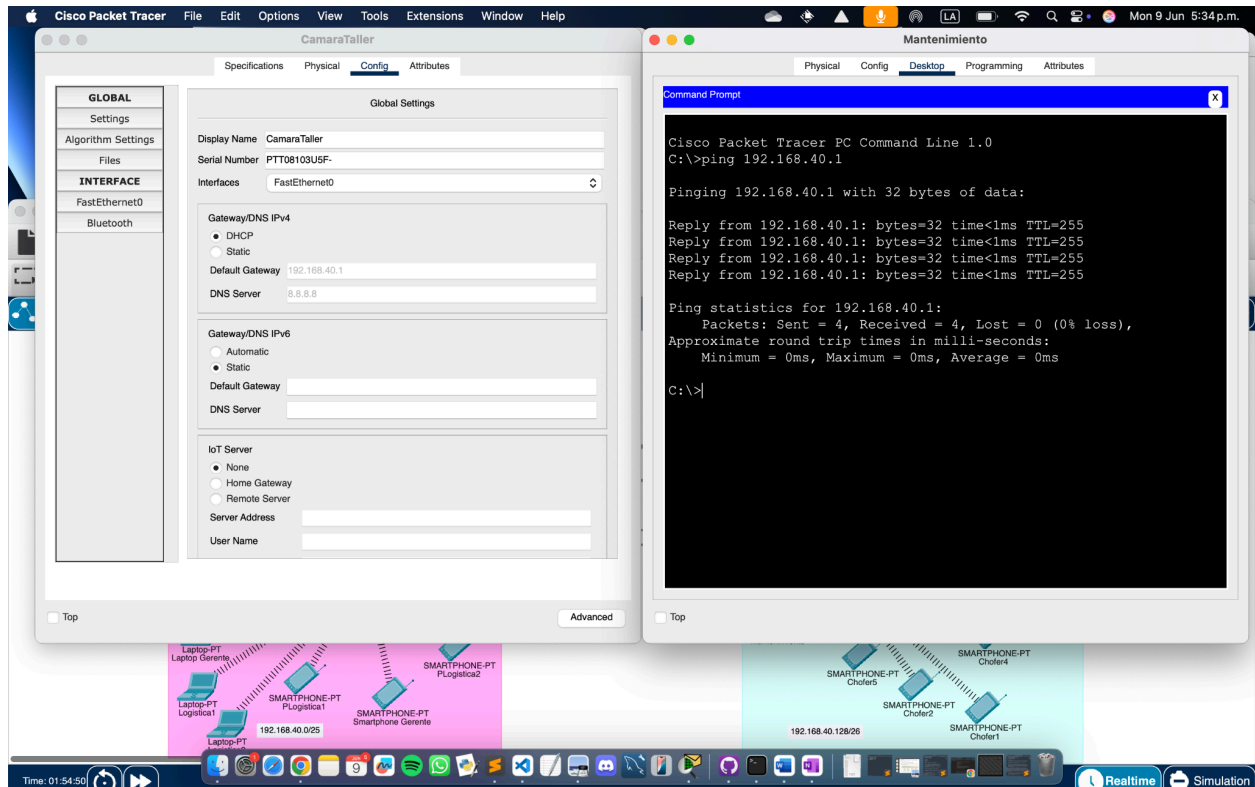 Cisco Packet Tracer File Edit Options View Tools Extensions Window Help
LA
Mon 9 Jun 5:34 p.m.
CamaraTaller
Specifications Physical Config Attributes
GLOBAL
Settings
Algorithm Settings
Files
INTERFACE
FastEthernet0
Bluetooth
Global Settings
Display Name CamaraTaller
Serial Number PTT08103U5F-
Interfaces FastEthernet0
Gateway/DNS IPv4
DHCP
Static
Default Gateway 192.168.40.1
DNS Server 8.8.8.8
Gateway/DNS IPv6
Automatic
Static
Default Gateway
DNS Server
IoT Server
None
Home Gateway
Remote Server
Server Address
User Name
Top
Advanced
Mantenimiento
Physical Config Desktop Programming Attributes
Command Prompt
X
Cisco Packet Tracer PC Command Line 1.0
C:\>ping 192.168.40.1
Pinging 192.168.40.1 with 32 bytes of data:
Reply from 192.168.40.1: bytes=32 time<1ms TTL=255
Reply from 192.168.40.1: bytes=32 time<1ms TTL=255
Reply from 192.168.40.1: bytes=32 time<1ms TTL=255
Reply from 192.168.40.1: bytes=32 time<1ms TTL=255
Ping statistics for 192.168.40.1:
Packets: Sent = 4, Received = 4, Lost = 0 (0% loss),
Approximate round trip times in milli-seconds:
Minimum = 0ms, Maximum = 0ms, Average = 0ms
C:\>
Top
Laptop-PT
Laptop Gerente
SMARTPHONE-PT
PLogistica2
Laptop-PT
Logistica1
SMARTPHONE-PT
PLogistica1
SMARTPHONE-PT
Smartphone Gerente
192.168.40.0/25
Laptop-PT
SMARTPHONE-PT
Chofer4
SMARTPHONE-PT
Chofer5
SMARTPHONE-PT
Chofer2
SMARTPHONE-PT
Chofer1
192.168.40.128/26
Time: 01:54:50
Realtime
Simulation